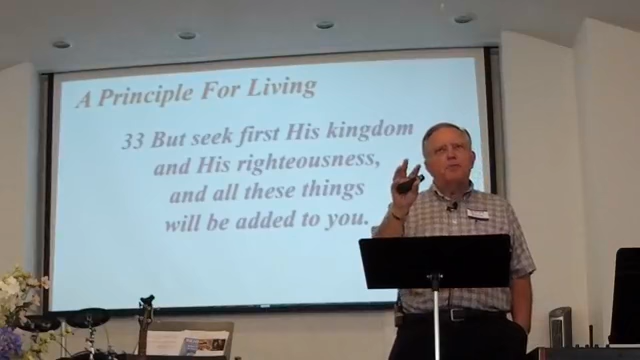 A Principle For Living
33 But seek first His kingdom
and His righteousness,
and all these things
will be added to you.